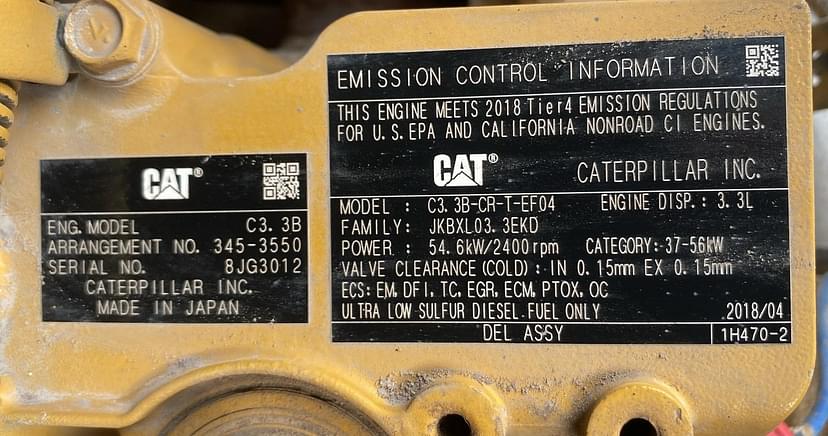 4
CAT®
ENG. MODEL C3.3B
ARRANGEMENT NO. 345-3550
SERIAL NO. 8JG3012
CATERPILLAR INC.
MADE IN JAPAN
EMISSION CONTROL INFORMATION
THIS ENGINE MEETS 2018 Tier4 EMISSION REGULATIONS
FOR U.S.EPA AND CALIFORNIA NONROAD CI ENGINES.
CAT® CATERPILLAR INC.
MODEL : C3.3B-CR-T-EF04 ENGINE DISP.: 3.3L
FAMILY: JKBXL03.3EKD
POWER : 54.6kW/2400rpm CATEGORY:37-56kW
VALVE CLEARANCE(COLD): IN 0.15mm EX 0.15mm
ECS: EM, DFI, TC, EGR, ECM, PTOX, OC
ULTRA LOW SULFUR DIESEL FUEL ONLY 2018/04
DEL ASSY 1H470-2